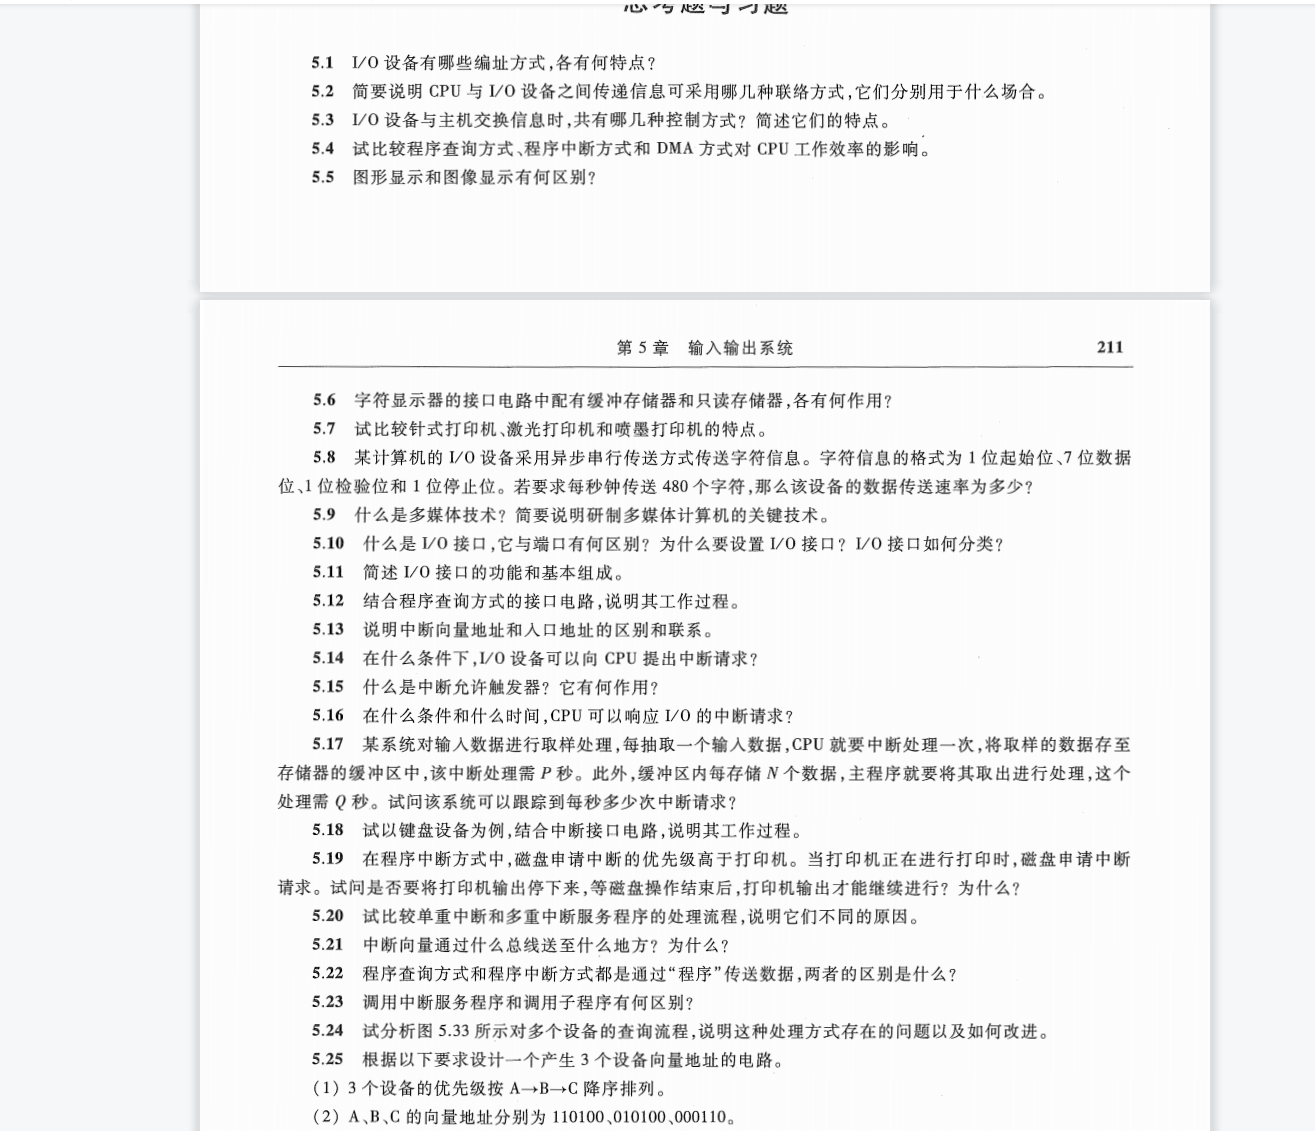 思考题与习题
5.1 I/O 设备有哪些编址方式,各有何特点?
5.2 简要说明 CPU 与 I/O 设备之间传递信息可采用哪几种联络方式,它们分别用于什么场合。
5.3 I/O 设备与主机交换信息时,共有哪几种控制方式? 简述它们的特点。
5.4 试比较程序查询方式、程序中断方式和 DMA 方式对 CPU 工作效率的影响。
5.5 图形显示和图像显示有何区别?
第 5 章 输入输出系统 211
5.6 字符显示器的接口电路中配有缓冲存储器和只读存储器,各有何作用?
5.7 试比较针式打印机、激光打印机和喷墨打印机的特点。
5.8 某计算机的 I/O 设备采用异步串行传送方式传送字符信息。字符信息的格式为 1 位起始位、7 位数据
位、1 位检验位和 1 位停止位。若要求每秒钟传送 480 个字符,那么该设备的数据传送速率为多少?
5.9 什么是多媒体技术? 简要说明研制多媒体计算机的关键技术。
5.10 什么是 I/O 接口,它与端口有何区别? 为什么要设置 I/O 接口? I/O 接口如何分类?
5.11 简述 I/O 接口的功能和基本组成。
5.12 结合程序查询方式的接口电路,说明其工作过程。
5.13 说明中断向量地址和入口地址的区别和联系。
5.14 在什么条件下,I/O 设备可以向 CPU 提出中断请求?
5.15 什么是中断允许触发器? 它有何作用?
5.16 在什么条件和什么时间,CPU 可以响应 I/O 的中断请求?
5.17 某系统对输入数据进行取样处理,每抽取一个输入数据,CPU 就要中断处理一次,将取样的数据存至
存储器的缓冲区中,该中断处理需 P 秒。此外,缓冲区内每存储 N 个数据,主程序就要将其取出进行处理,这个
处理需 Q 秒。试问该系统可以跟踪到每秒多少次中断请求?
5.18 试以键盘设备为例,结合中断接口电路,说明其工作过程。
5.19 在程序中断方式中,磁盘申请中断的优先级高于打印机。当打印机正在进行打印时,磁盘申请中断
请求。试问是否要将打印机输出停下来,等磁盘操作结束后,打印机输出才能继续进行? 为什么?
5.20 试比较单重中断和多重中断服务程序的处理流程,说明它们不同的原因。
5.21 中断向量通过什么总线送至什么地方? 为什么?
5.22 程序查询方式和程序中断方式都是通过“程序”传送数据,两者的区别是什么?
5.23 调用中断服务程序和调用子程序有何区别?
5.24 试分析图 5.33 所示对多个设备的查询流程,说明这种处理方式存在的问题以及如何改进。
5.25 根据以下要求设计一个产生 3 个设备向量地址的电路。
(1) 3 个设备的优先级按 A→B→C 降序排列。
(2) A、B、C 的向量地址分别为 110100、010100、000110。